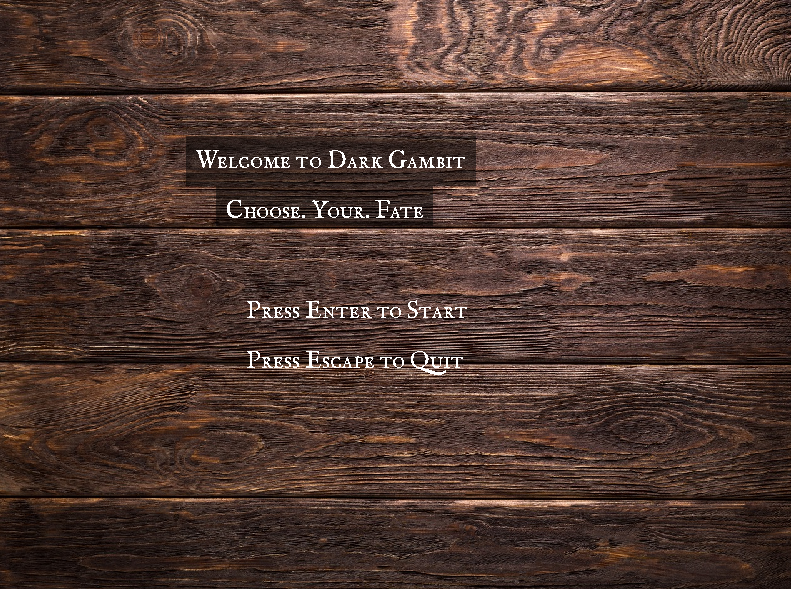 Welcome to Dark Gambit
Choose. Your. Fate
Press Enter to Start
Press Escape to Quit